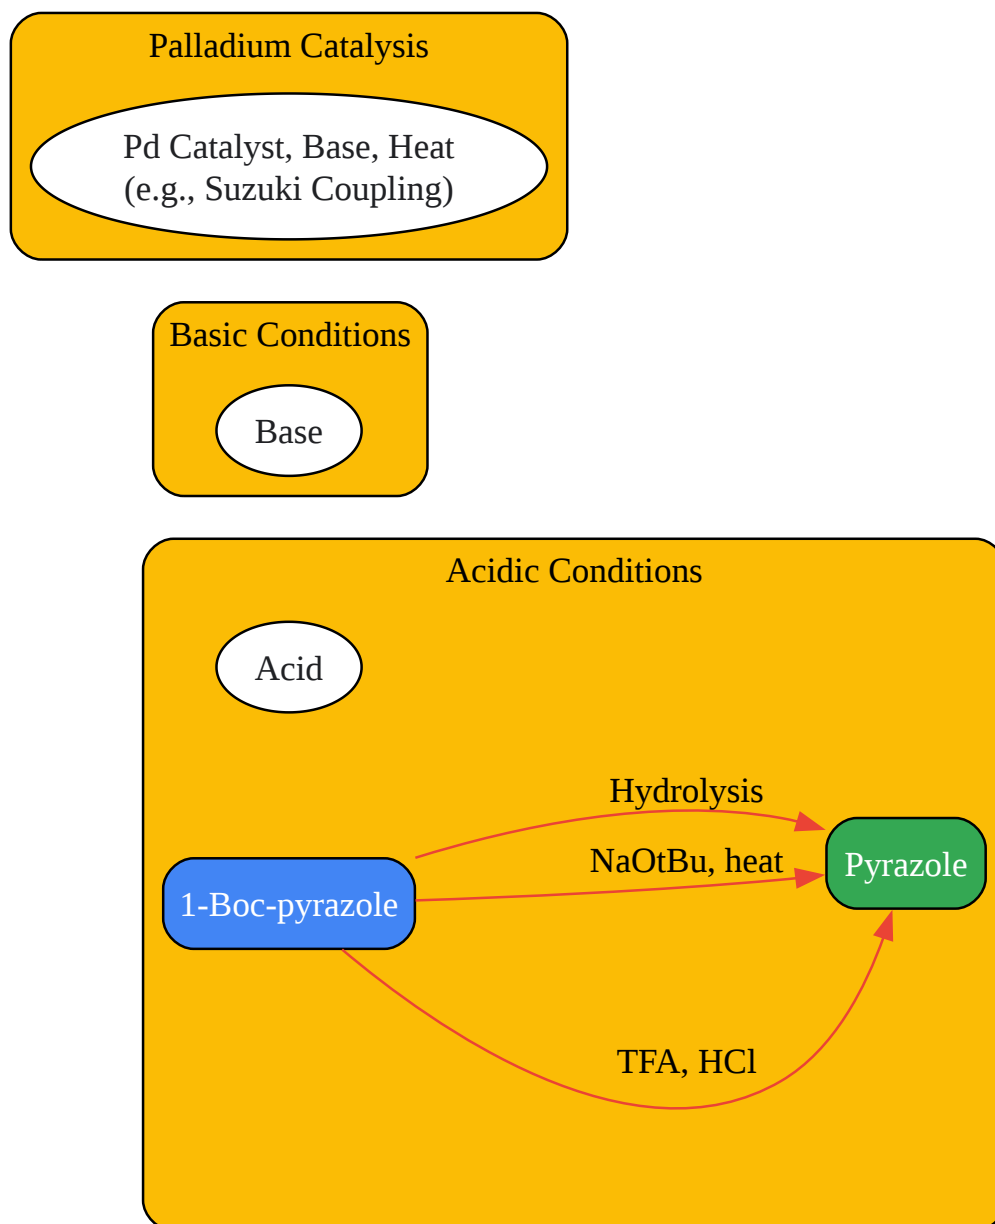 Palladium Catalysis
Pd Catalyst, Base, Heat
(e.g., Suzuki Coupling)
Basic Conditions
Base
Acidic Conditions
Acid
Hydrolysis
NaOtBu, heat
Pyrazole
1-Boc-pyrazole
TFA, HCl